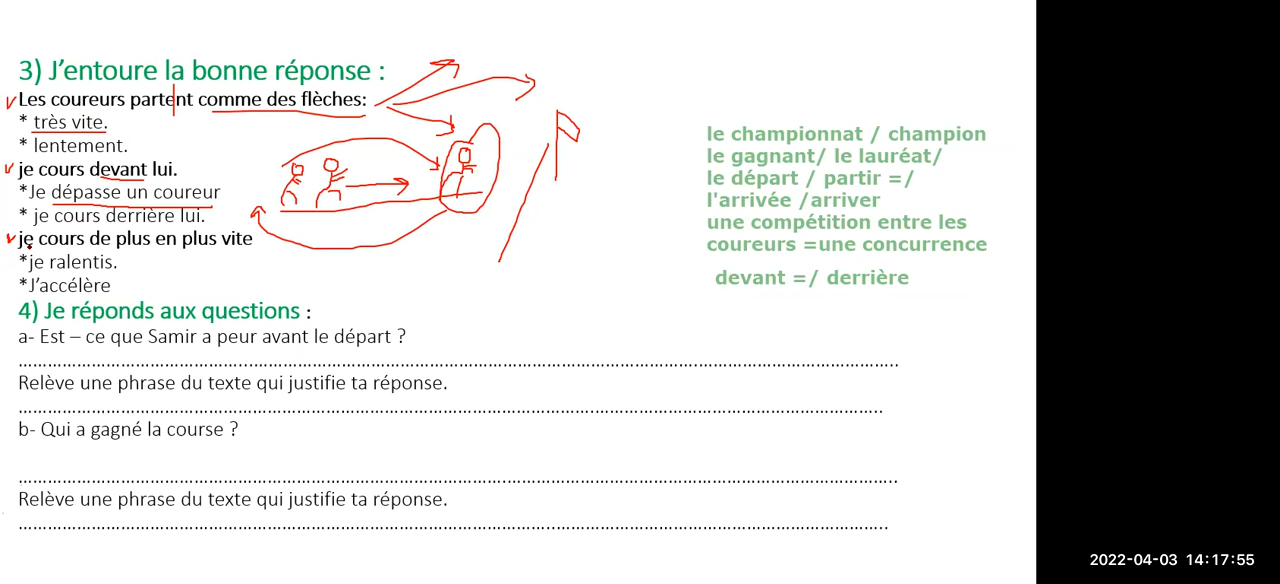 3) J’entoure la bonne réponse :
Les coureurs partent comme des flèches:
* très vite.
* lentement.
je cours devant lui.
*Je dépasse un coureur
* je cours derrière lui.
je cours de plus en plus vite
*je ralentis.
*J’accélère
4) Je réponds aux questions :
a- Est – ce que Samir a peur avant le départ ?
Relève une phrase du texte qui justifie ta réponse.
b- Qui a gagné la course ?
Relève une phrase du texte qui justifie ta réponse.
le championnat / champion
le gagnant/ le lauréat/
le départ / partir =/
l'arrivée /arriver
une compétition entre les
coureurs =une concurrence
devant =/ derrière
2022-04-03 14:17:55